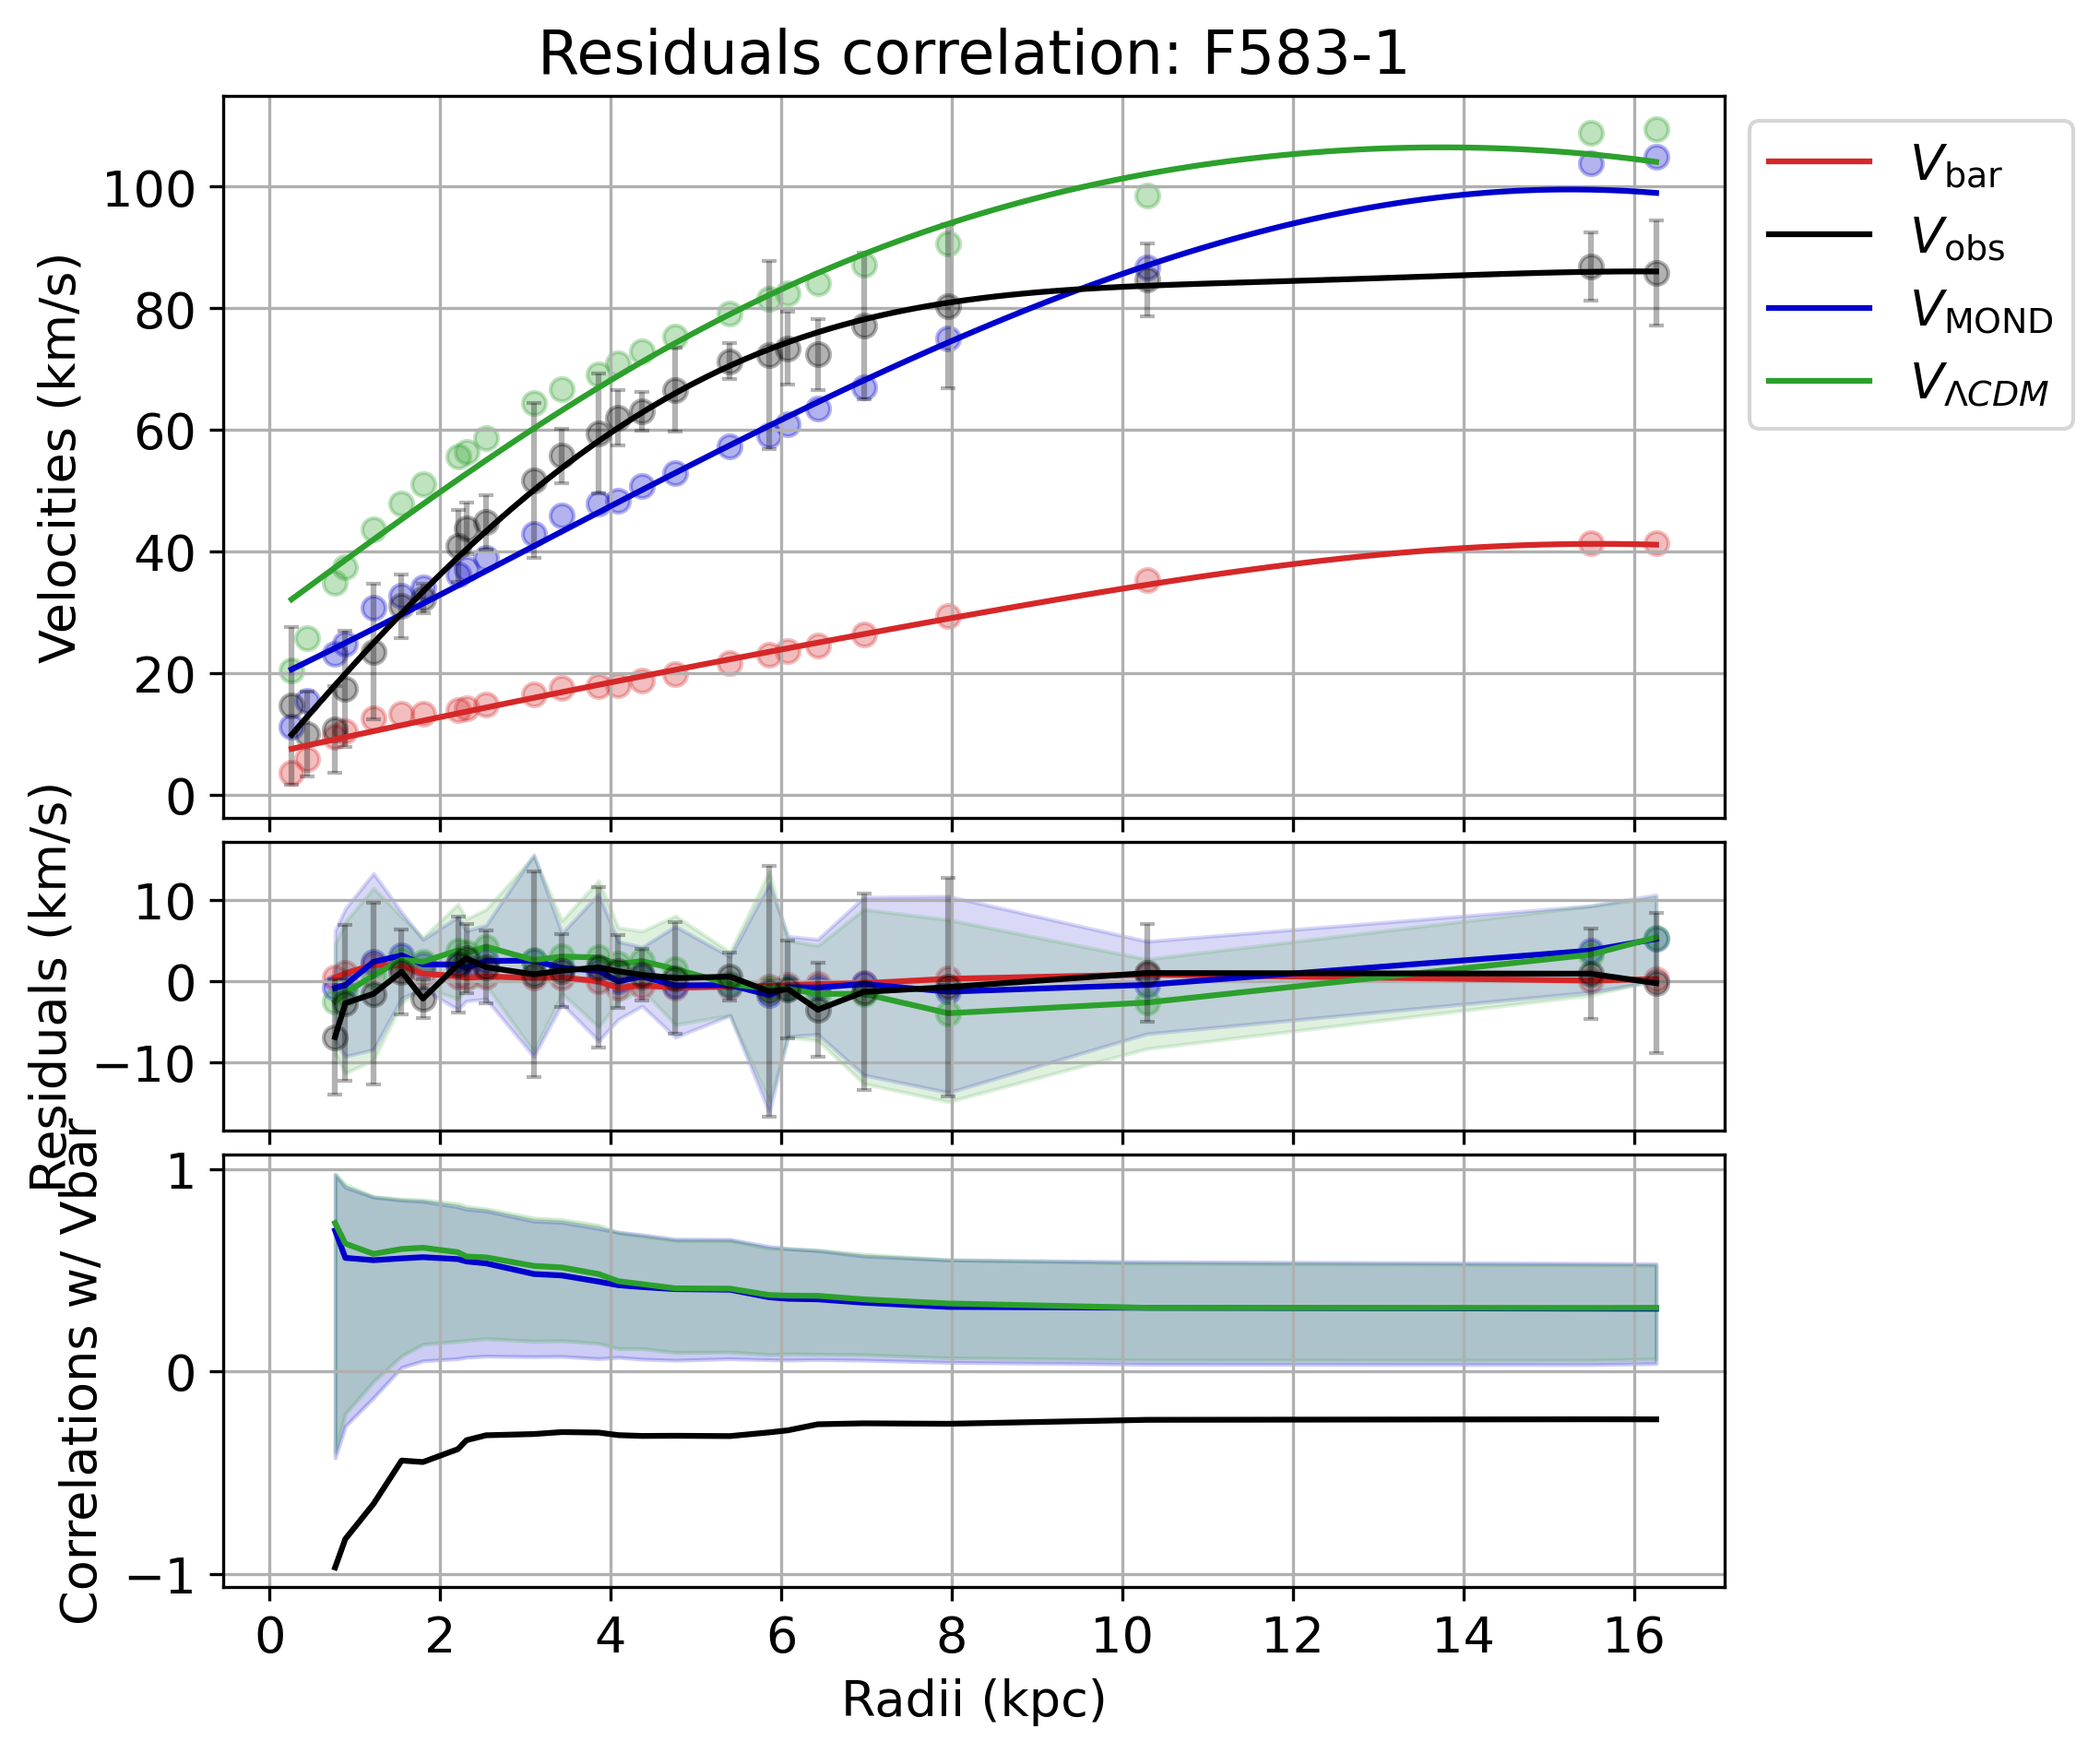 Residuals correlation: F583-1
Velocities (km/s)
100
80
60
40
20
0
V_bar
V_obs
V_MOND
V_ΛCDM
Residuals (km/s)
10
0
−10
Correlations w/ Vbar
1
0
−1
0 2 4 6 8 10 12 14 16
Radii (kpc)